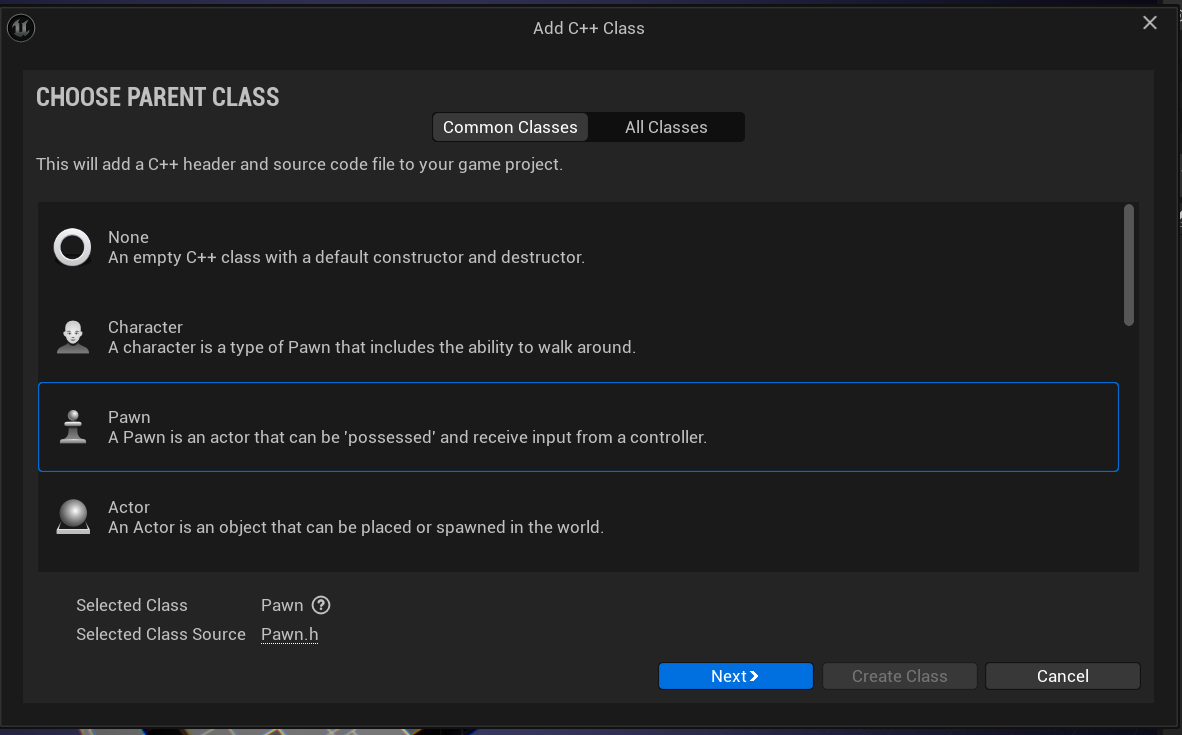 Add C++ Class
CHOOSE PARENT CLASS
Common Classes
All Classes
This will add a C++ header and source code file to your game project.
None
An empty C++ class with a default constructor and destructor.
Character
A character is a type of Pawn that includes the ability to walk around.
Pawn
A Pawn is an actor that can be 'possessed' and receive input from a controller.
Actor
An Actor is an object that can be placed or spawned in the world.
Selected Class Pawn ?
Selected Class Source Pawn.h
Next
Create Class
Cancel